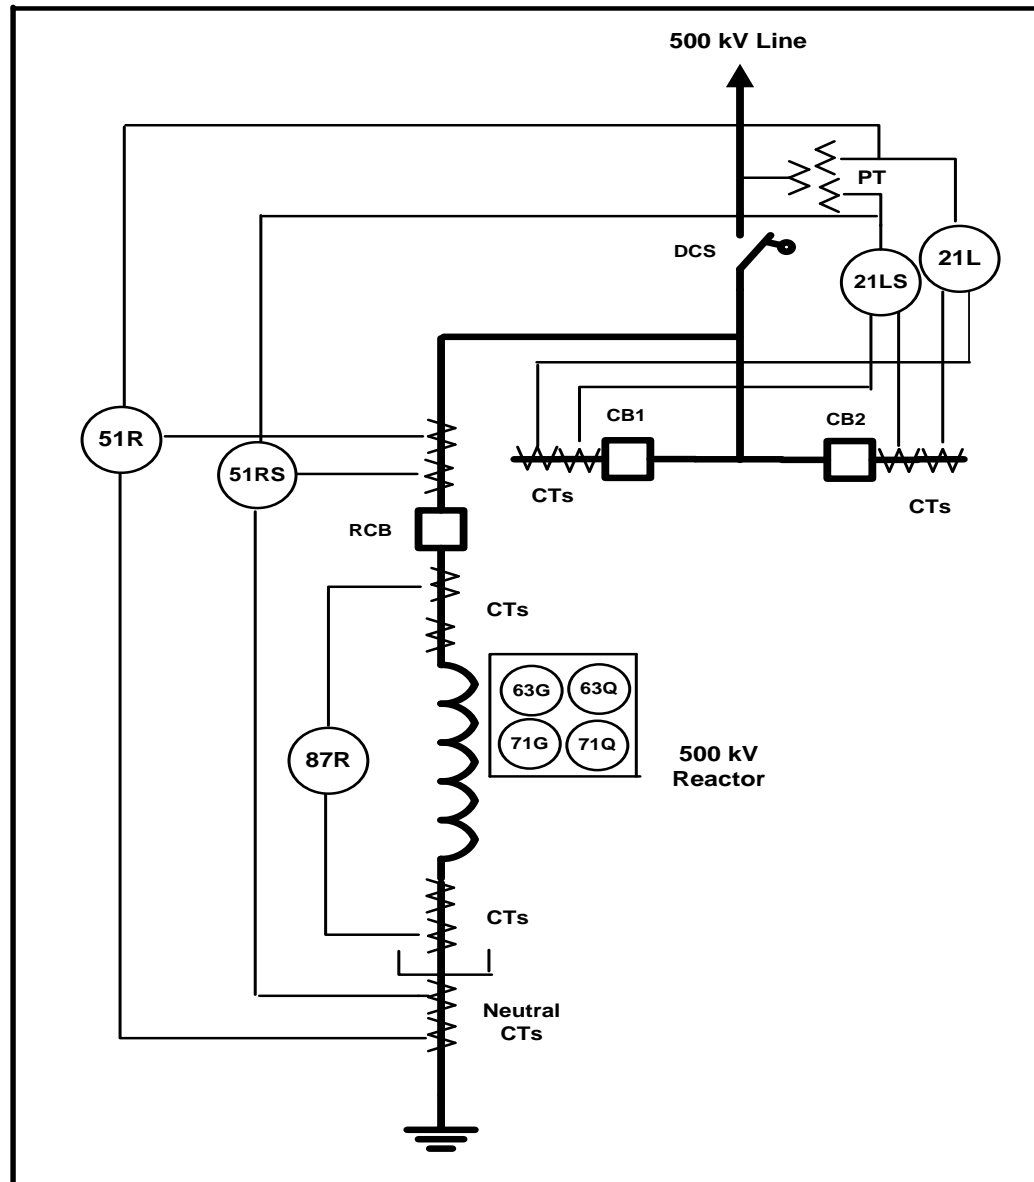 500 kV Line
PT
DCS
21LS
21L
CB1
CB2
51R
51RS
CTs
CTs
RCB
CTs
63G
63Q
71G
71Q
87R
500 kV
Reactor
CTs
Neutral
CTs